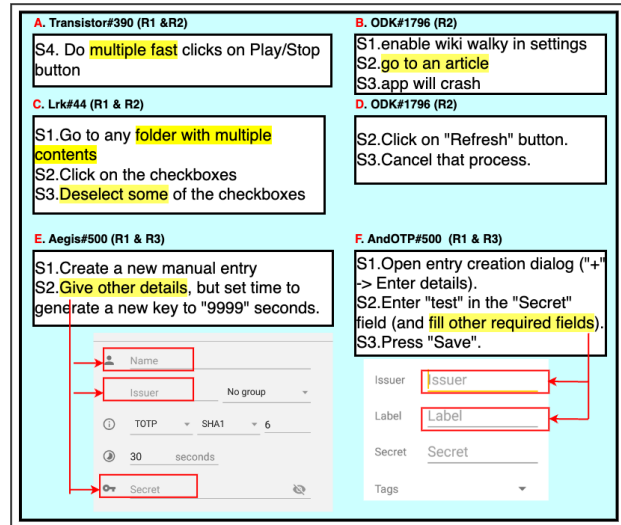 A. Transistor#390 (R1 &R2)
S4. Do multiple fast clicks on Play/Stop
button
B. ODK#1796 (R2)
S1.enable wiki walky in settings
S2.go to an article
S3.app will crash
C. Lrk#44 (R1 & R2)
S1.Go to any folder with multiple
contents
S2.Click on the checkboxes
S3.Deselect some of the checkboxes
D. ODK#1796 (R2)
S2.Click on "Refresh" button.
S3.Cancel that process.
E. Aegis#500 (R1 & R3)
S1.Create a new manual entry
S2.Give other details, but set time to
generate a new key to "9999" seconds.
Name
Issuer No group
TOTP SHA1 6
30 seconds
Secret
F. AndOTP#500 (R1 & R3)
S1.Open entry creation dialog ("+"
-> Enter details).
S2.Enter "test" in the "Secret"
field (and fill other required fields).
S3.Press "Save".
Issuer Issuer
Label Label
Secret Secret
Tags